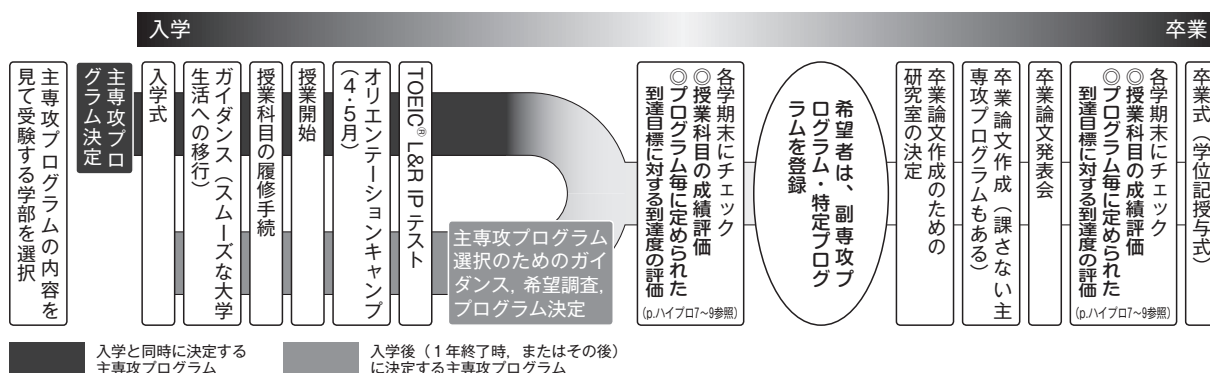 入学
卒業
主専攻プログラムの内容を
見て受験する学部を選択
主専攻プロ
グラム決定
入学式
ガイダンス（スムーズな大学
生活への移行）
授業科目の履修手続
授業開始
オリエンテーションキャンプ
（4・5月）
TOEIC® L&R IP テスト
主専攻プログラム
選択のためのガイ
ダンス，希望調査，
プログラム決定
各学期末にチェック
◎授業科目の成績評価
◎プログラム毎に定められた
到達目標に対する到達度の評価
(p.ハイプロ7～9参照)
希望者は、副専攻プ
ログラム・特定プログ
ラムを登録
卒業論文作成のための
研究室の決定
卒業論文作成（課さない主
専攻プログラムもある）
卒業論文発表会
各学期末にチェック
◎授業科目の成績評価
◎プログラム毎に定められた
到達目標に対する到達度の評価
(p.ハイプロ7～9参照)
卒業式（学位記授与式）
入学と同時に決定する
主専攻プログラム
入学後（1年終了時，またはその後）
に決定する主専攻プログラム